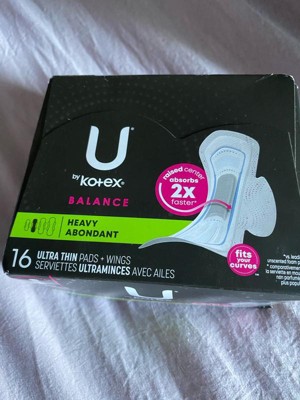 U
by kotex®
BALANCE
HEAVY
ABONDANT
raised center
absorbs
2X
faster*
16 ULTRA THIN PADS + WINGS
SERVIETTES ULTRAMINCES AVEC AILES
fits
your
curves